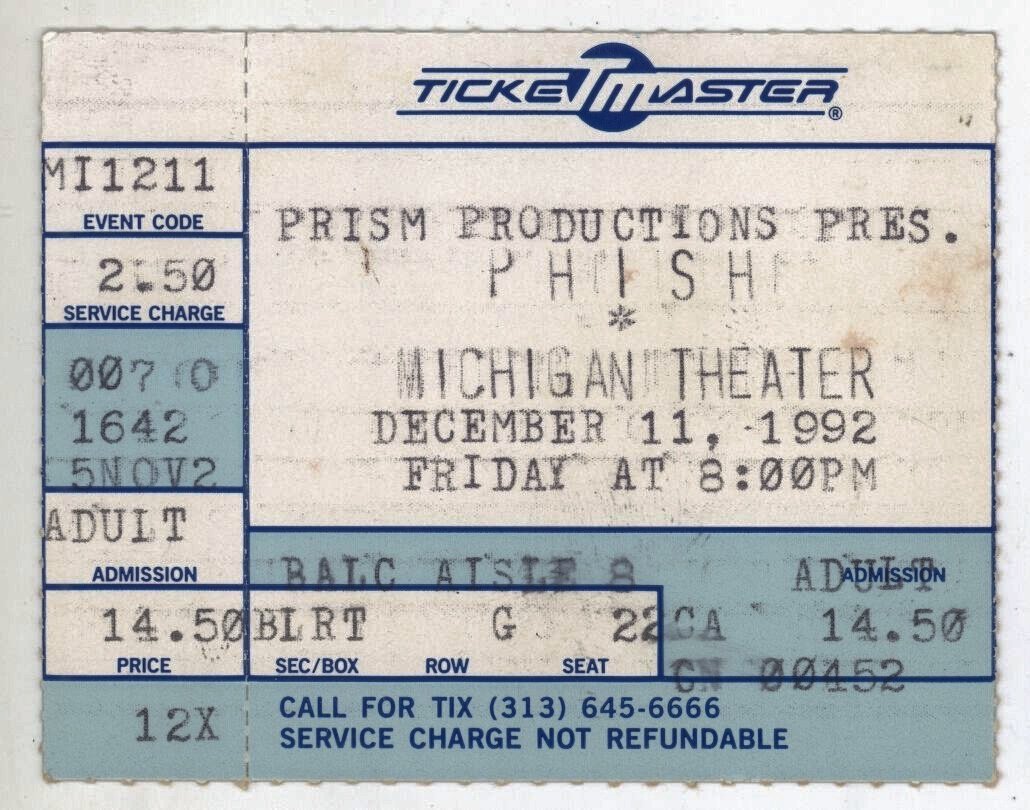 TICKETMASTER®
MI1211
EVENT CODE
2.50
SERVICE CHARGE
1642
5NOV2
ADULT
ADMISSION
14.50
PRICE
12X
PRISM PRODUCTIONS PRES.
PHISH
*
MICHIGAN THEATER
DECEMBER 11, 1992
FRIDAY AT 8:00PM
BALC AISLE 8 ADULT
ADMISSION
BLRT G 22 CA 14.50
SEC/BOX ROW SEAT
CN 00452
CALL FOR TIX (313) 645-6666
SERVICE CHARGE NOT REFUNDABLE